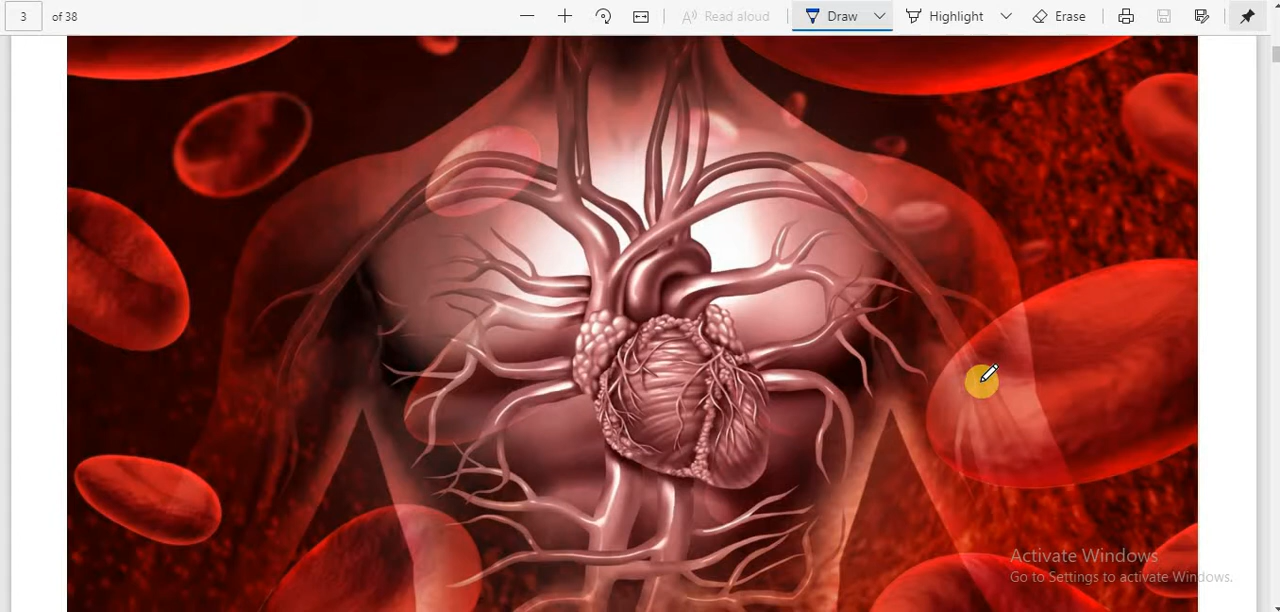 3 of 38 Read aloud Draw Highlight Erase
Activate Windows
Go to Settings to activate Windows.